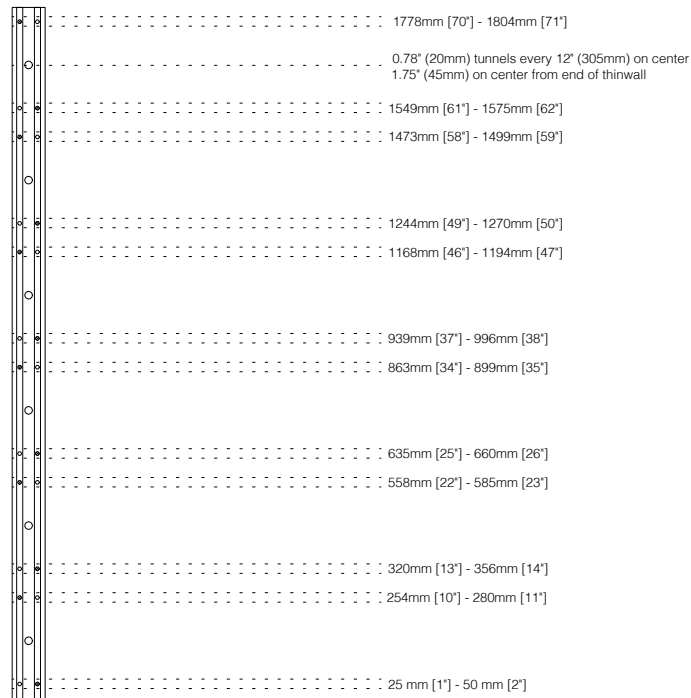 1778mm [70"] - 1804mm [71"]
0.78" (20mm) tunnels every 12" (305mm) on center
1.75" (45mm) on center from end of thinwall
1549mm [61"] - 1575mm [62"]
1473mm [58"] - 1499mm [59"]
1244mm [49"] - 1270mm [50"]
1168mm [46"] - 1194mm [47"]
939mm [37"] - 996mm [38"]
863mm [34"] - 899mm [35"]
635mm [25"] - 660mm [26"]
558mm [22"] - 585mm [23"]
320mm [13"] - 356mm [14"]
254mm [10"] - 280mm [11"]
25 mm [1"] - 50 mm [2"]